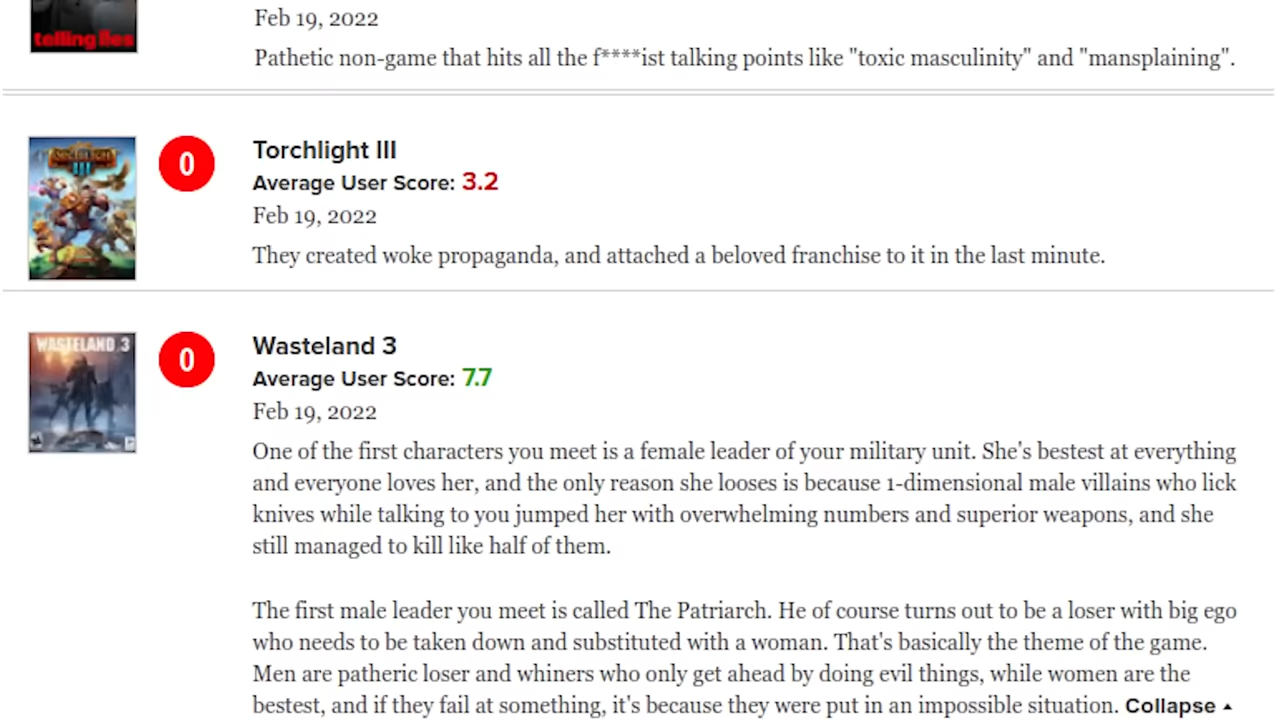 telling lies
Feb 19, 2022
Pathetic non-game that hits all the f****ist talking points like "toxic masculinity" and "mansplaining".
0
Torchlight III
Average User Score: 3.2
Feb 19, 2022
They created woke propaganda, and attached a beloved franchise to it in the last minute.
TORCHLIGHT
III
0
WASTELAND 3
Wasteland 3
Average User Score: 7.7
Feb 19, 2022
One of the first characters you meet is a female leader of your military unit. She's bestest at everything
and everyone loves her, and the only reason she looses is because 1-dimensional male villains who lick
knives while talking to you jumped her with overwhelming numbers and superior weapons, and she
still managed to kill like half of them.
The first male leader you meet is called The Patriarch. He of course turns out to be a loser with big ego
who needs to be taken down and substituted with a woman. That's basically the theme of the game.
Men are patheric loser and whiners who only get ahead by doing evil things, while women are the
bestest, and if they fail at something, it's because they were put in an impossible situation. Collapse